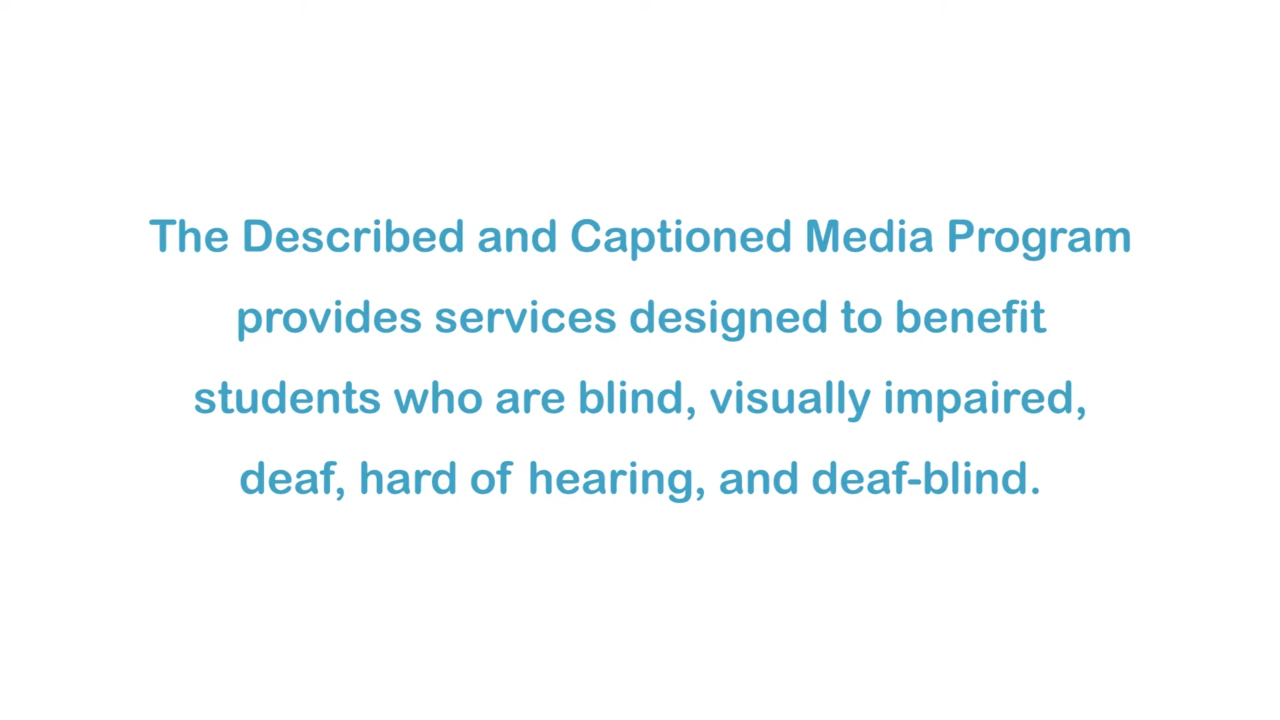 The Described and Captioned Media Program
provides services designed to benefit
students who are blind, visually impaired,
deaf, hard of hearing, and deaf-blind.